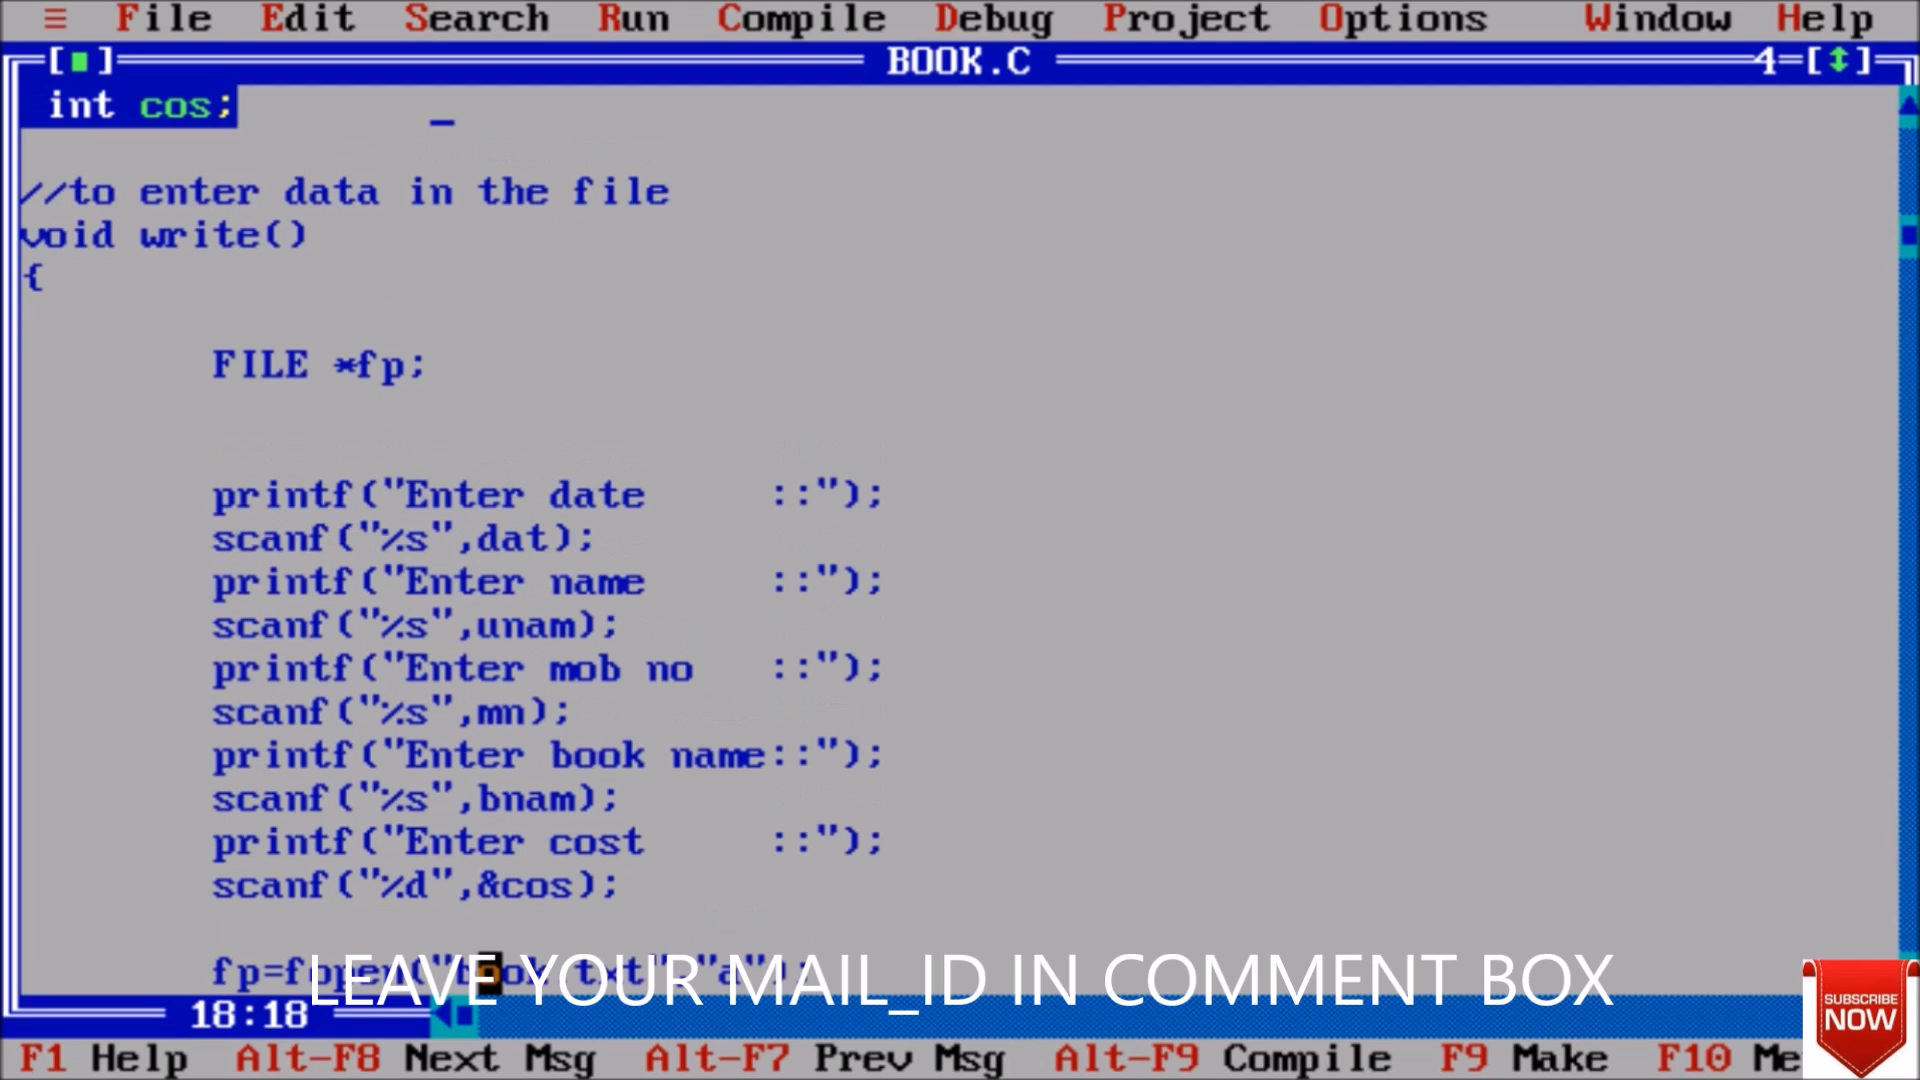 ≡ File Edit Search Run Compile Debug Project Options Window Help
[■] BOOK.C 4=[↕]
int cos;
//to enter data in the file
void write()
{
FILE *fp;
printf("Enter date     ::");
scanf("%s",dat);
printf("Enter name     ::");
scanf("%s",unam);
printf("Enter mob no   ::");
scanf("%s",mn);
printf("Enter book name::");
scanf("%s",bnam);
printf("Enter cost     ::");
scanf("%d",&cos);
fp=fopen("book.txt","a");
LEAVE YOUR MAIL_ID IN COMMENT BOX
18:18
SUBSCRIBE
NOW
F1 Help Alt-F8 Next Msg Alt-F7 Prev Msg Alt-F9 Compile F9 Make F10 Me